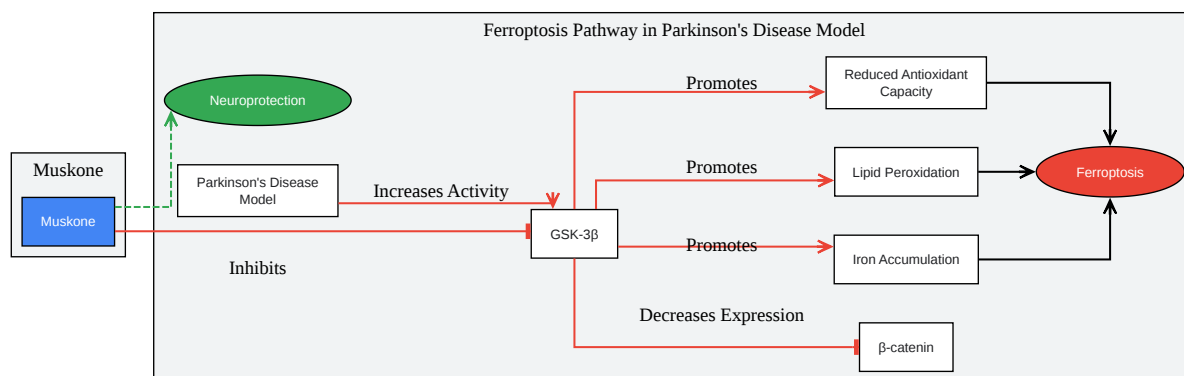 Ferroptosis Pathway in Parkinson's Disease Model
Neuroprotection
Muskone
Muskone
Parkinson's Disease
Model
Increases Activity
Inhibits
GSK-3β
Promotes
Reduced Antioxidant
Capacity
Promotes
Lipid Peroxidation
Ferroptosis
Promotes
Iron Accumulation
Decreases Expression
β-catenin